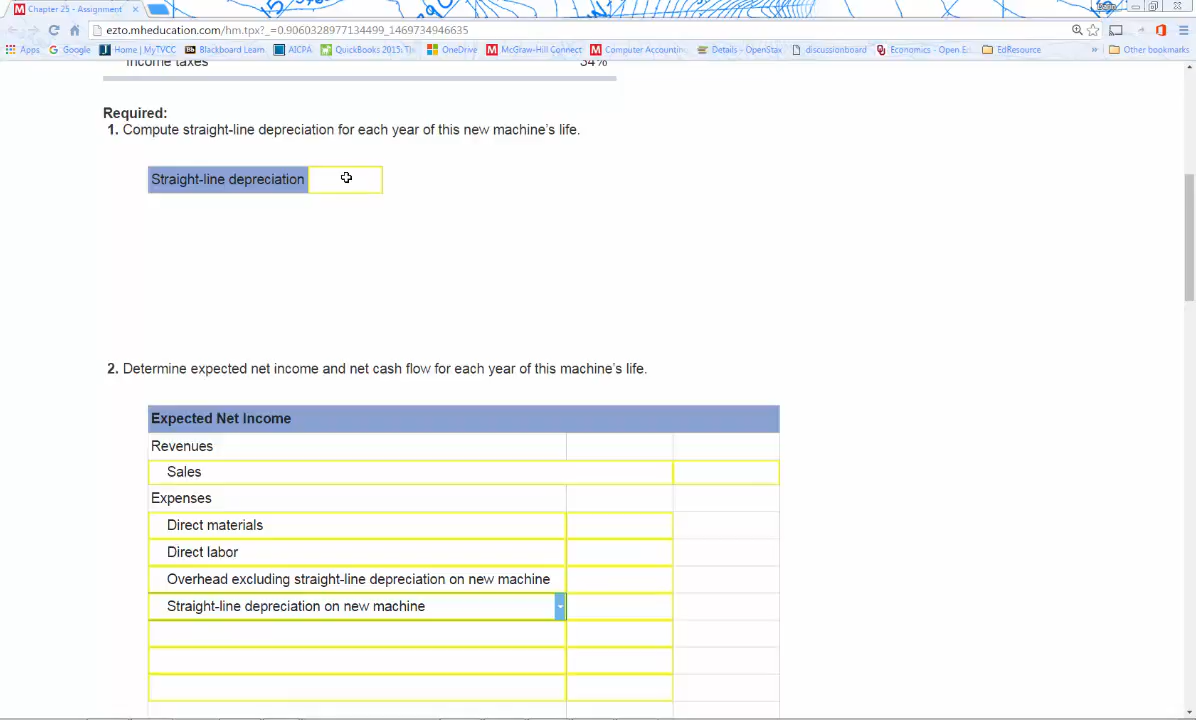 Chapter 25 - Assignment
ezto.mheducation.com/hm.tpx?_=0.9060328977134499_1469734946635
Apps Google Home | MyTVCC Blackboard Learn AICPA QuickBooks 2015: Th OneDrive McGraw-Hill Connect Computer Accountin Details - OpenStax discussionboard Economics - Open E EdResource » Other bookmarks
Income taxes 34%
Required:
1. Compute straight-line depreciation for each year of this new machine's life.
Straight-line depreciation
2. Determine expected net income and net cash flow for each year of this machine's life.
Expected Net Income
Revenues
Sales
Expenses
Direct materials
Direct labor
Overhead excluding straight-line depreciation on new machine
Straight-line depreciation on new machine